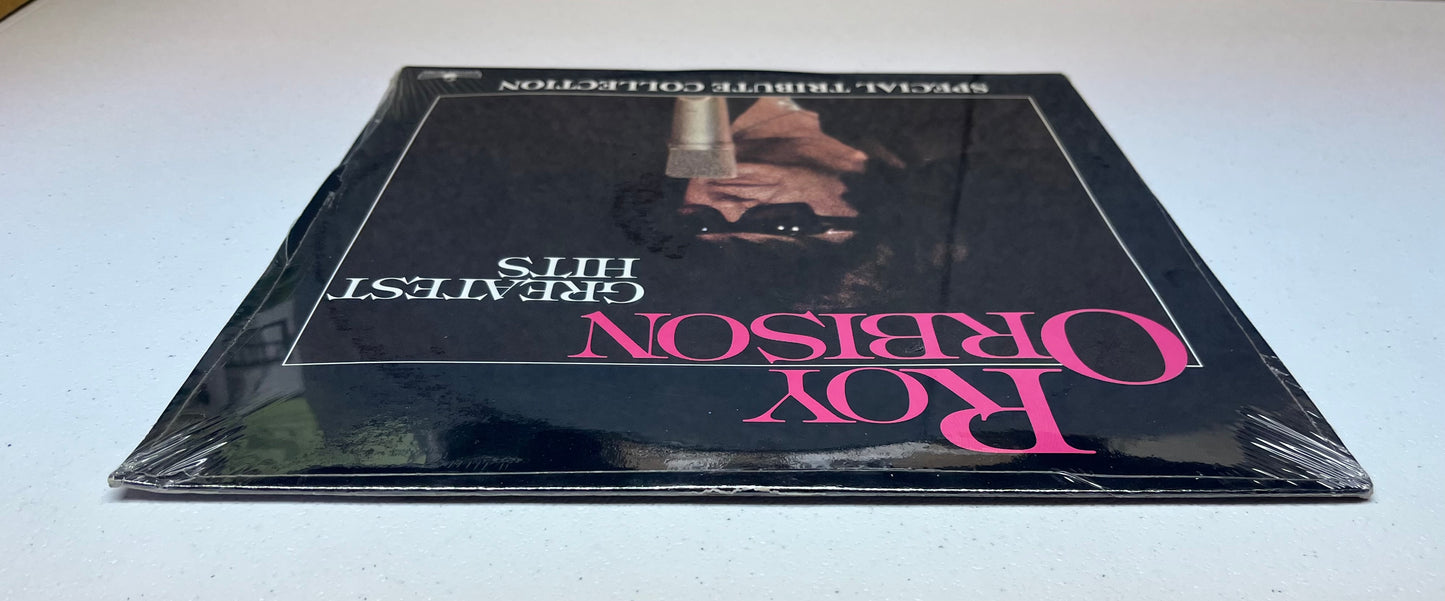 ROY
ORBISON
GREATEST
HITS
SPECIAL TRIBUTE COLLECTION